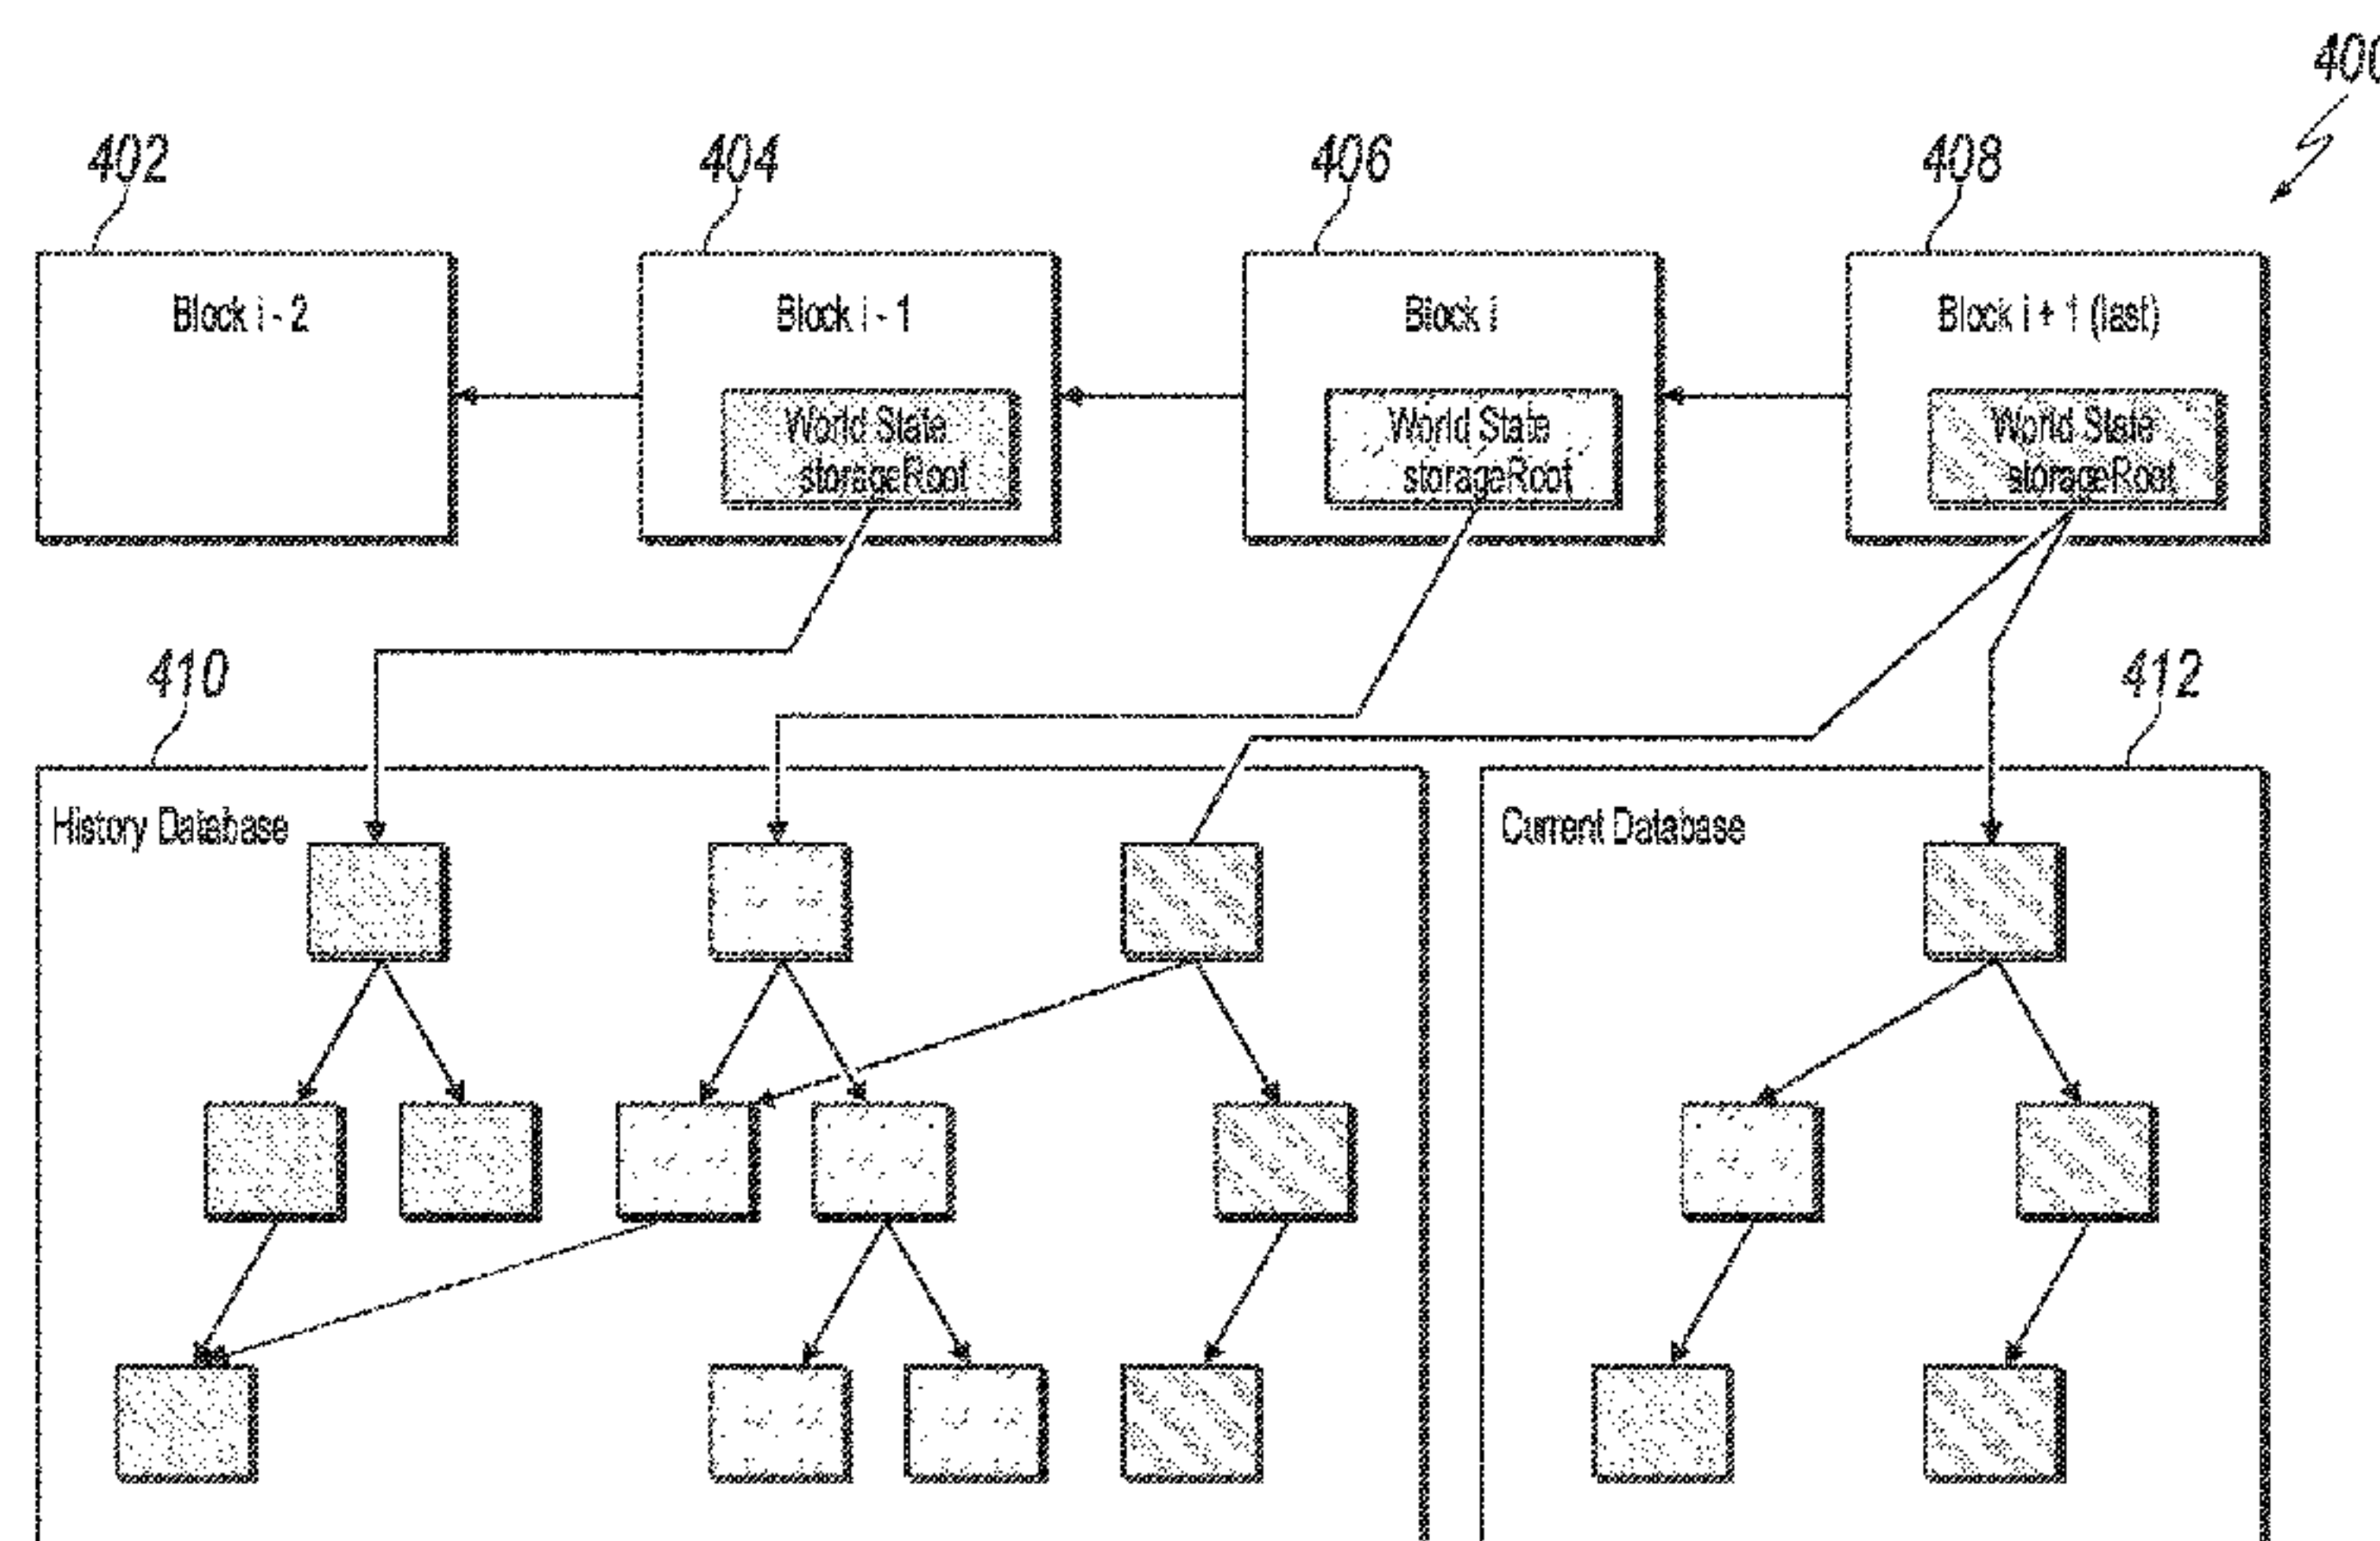 400
402
404
406
408
Block i - 2
Block i - 1
Block i
Block i + 1 (last)
World State
storageRoot
World State
storageRoot
World State
storageRoot
410
412
History Database
Current Database